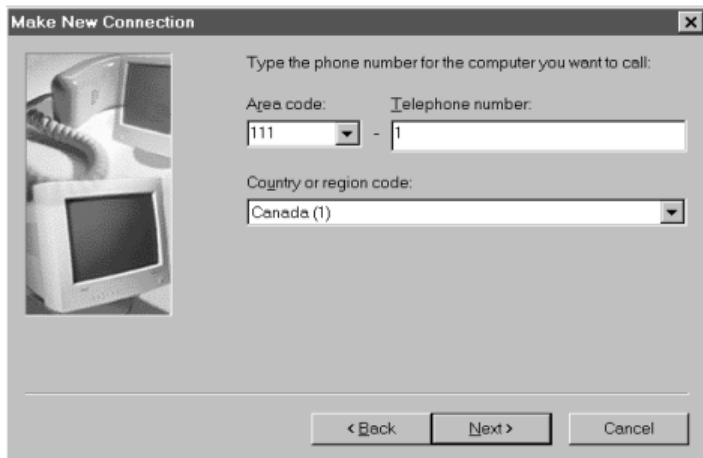 Make New Connection
Type the phone number for the computer you want to call:
Area code: Telephone number:
111 - 1
Country or region code:
Canada (1)
< Back Next > Cancel